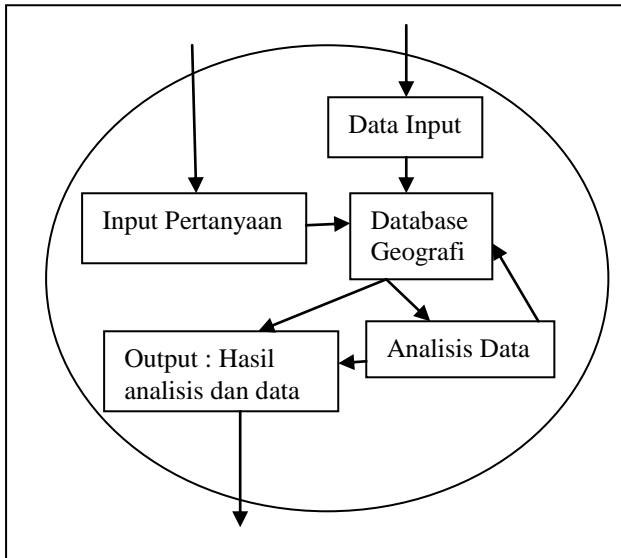 Data Input
Input Pertanyaan
Database
Geografi
Output : Hasil
analisis dan data
Analisis Data